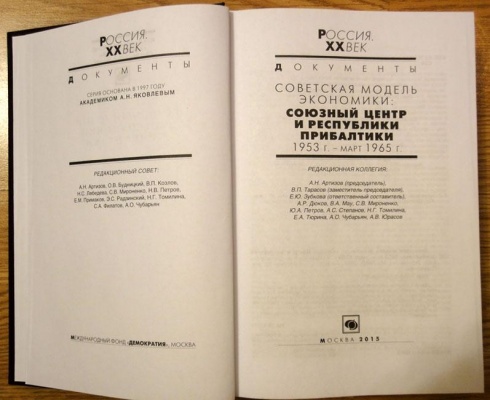 РОССИЯ.
XX ВЕК
ДОКУМЕНТЫ
СЕРИЯ ОСНОВАНА В 1997 ГОДУ
АКАДЕМИКОМ А.Н. ЯКОВЛЕВЫМ
РЕДАКЦИОННЫЙ СОВЕТ:
А.Н. Артизов, О.В. Будницкий, В.П. Козлов,
Н.С. Лебедева, С.В. Мироненко, Н.В. Петров,
Е.М. Примаков, Э.С. Радзинский, Н.Г. Томилина,
С.А. Филатов, А.О. Чубарьян
МЕЖДУНАРОДНЫЙ ФОНД «ДЕМОКРАТИЯ», МОСКВА
РОССИЯ.
XX ВЕК
ДОКУМЕНТЫ
СОВЕТСКАЯ МОДЕЛЬ
ЭКОНОМИКИ:
СОЮЗНЫЙ ЦЕНТР
И РЕСПУБЛИКИ
ПРИБАЛТИКИ
1953 Г. – МАРТ 1965 Г.
РЕДАКЦИОННАЯ КОЛЛЕГИЯ:
А.Н. Артизов (председатель),
В.П. Тарасов (заместитель председателя),
Е.Ю. Зубкова (ответственный составитель),
А.Р. Дюков, В.А. Мау, С.В. Мироненко,
Ю.А. Петров, А.С. Степанов, Н.Г. Томилина,
Е.А. Тюрина, А.О. Чубарьян, А.В. Юрасов
МОСКВА 2015